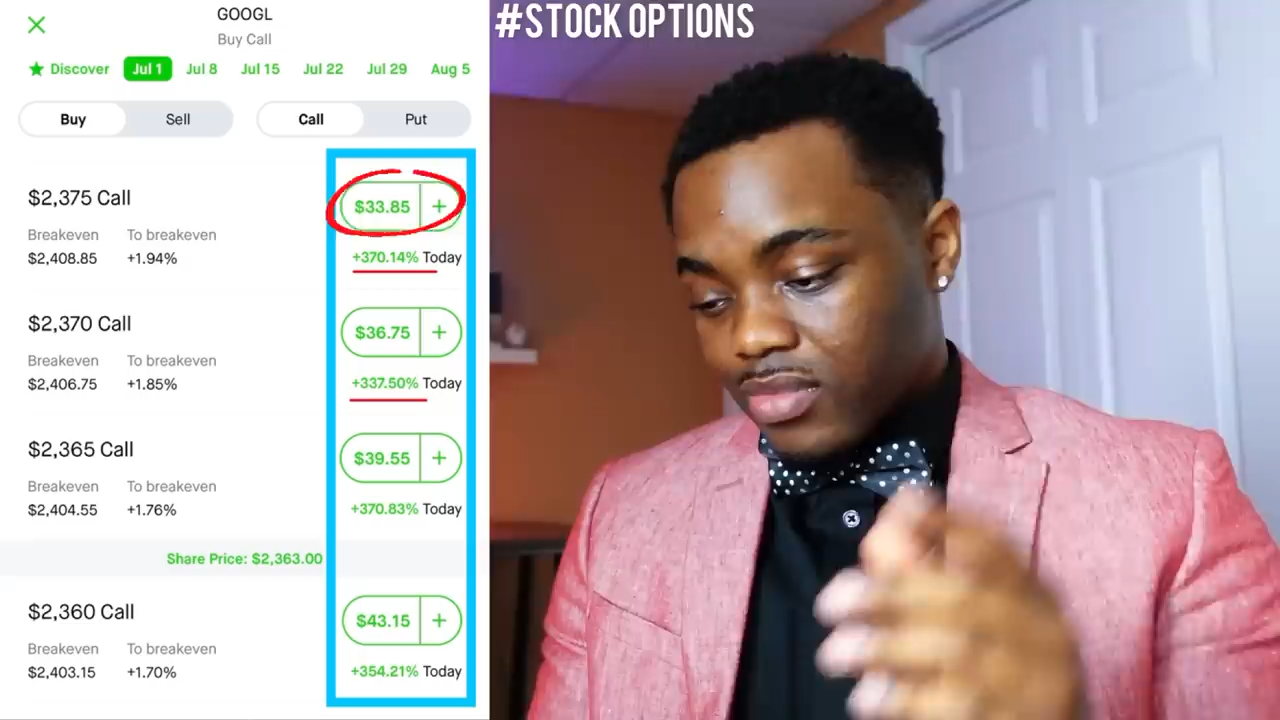 #STOCK OPTIONS
GOOGL
Buy Call
Discover Jul 1 Jul 8 Jul 15 Jul 22 Jul 29 Aug 5
Buy Sell Call Put
$2,375 Call
$33.85 +
Breakeven To breakeven
$2,408.85 +1.94%
+370.14% Today
$2,370 Call
$36.75 +
Breakeven To breakeven
$2,406.75 +1.85%
+337.50% Today
$2,365 Call
$39.55 +
Breakeven To breakeven
$2,404.55 +1.76%
+370.83% Today
Share Price: $2,363.00
$2,360 Call
$43.15 +
Breakeven To breakeven
$2,403.15 +1.70%
+354.21% Today